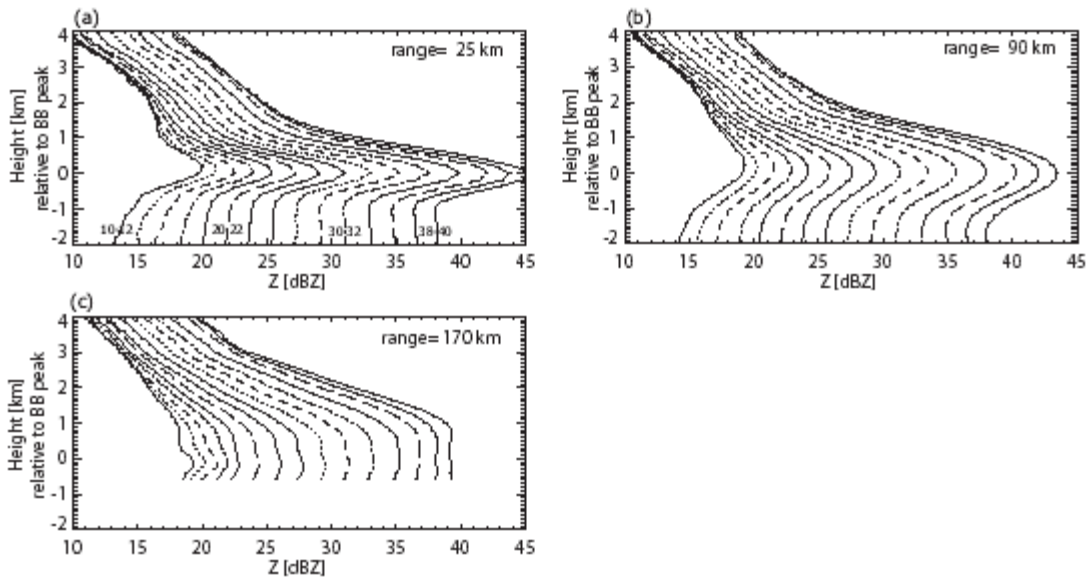 (a)
range= 25 km
Height [km]
relative to BB peak
4
3
2
1
0
-1
-2
10-12
20-22
30-32
38-40
10 15 20 25 30 35 40 45
Z [dBZ]
(b)
range= 90 km
Height [km]
relative to BB peak
4
3
2
1
0
-1
-2
10 15 20 25 30 35 40 45
Z [dBZ]
(c)
range= 170 km
Height [km]
relative to BB peak
4
3
2
1
0
-1
-2
10 15 20 25 30 35 40 45
Z [dBZ]